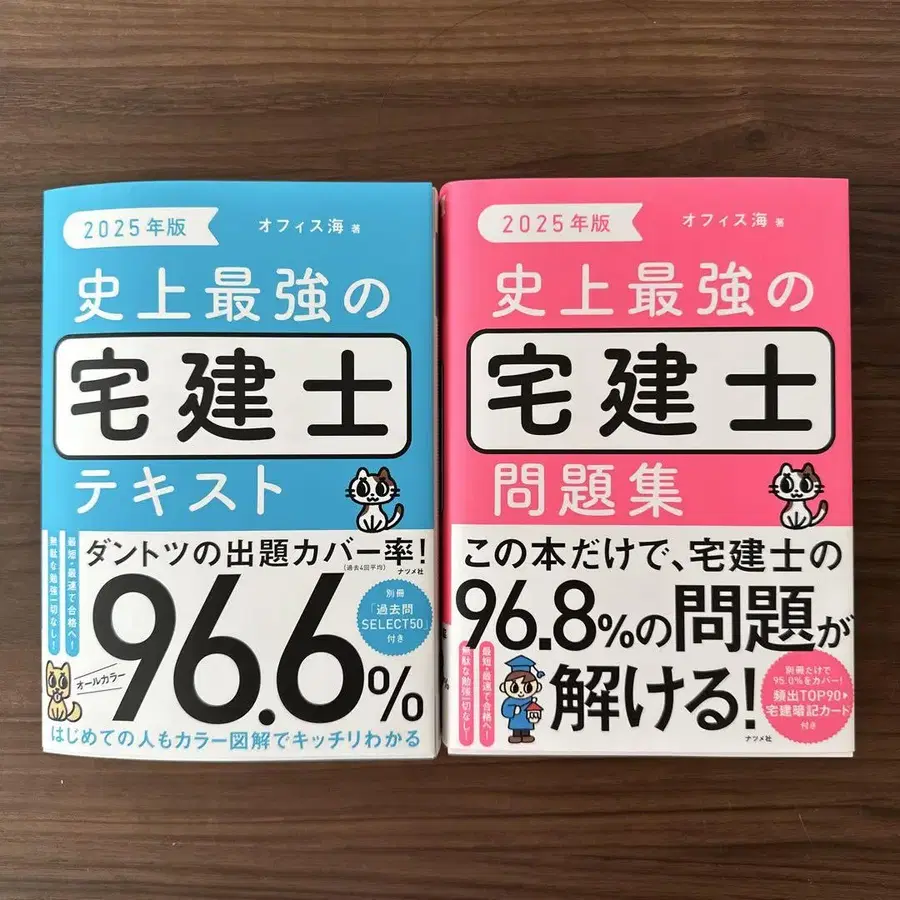 2025年版
オフィス海 著
史上最強の
宅建士
テキスト
ダントツの出題カバー率!
(過去4回平均)
ナツメ社
最短・最速で合格へ!
無駄な勉強一切なし!
96.6%
別冊
「過去問
SELECT50」
付き
オールカラー
はじめての人もカラー図解でキッチリわかる
2025年版
オフィス海 著
史上最強の
宅建士
問題集
この本だけで、宅建士の
96.8%の問題が
解ける!
最短・最速で合格へ!
無駄な勉強一切なし!
別冊だけで
95.0%をカバー!
頻出TOP90
宅建暗記カード
付き
ナツメ社